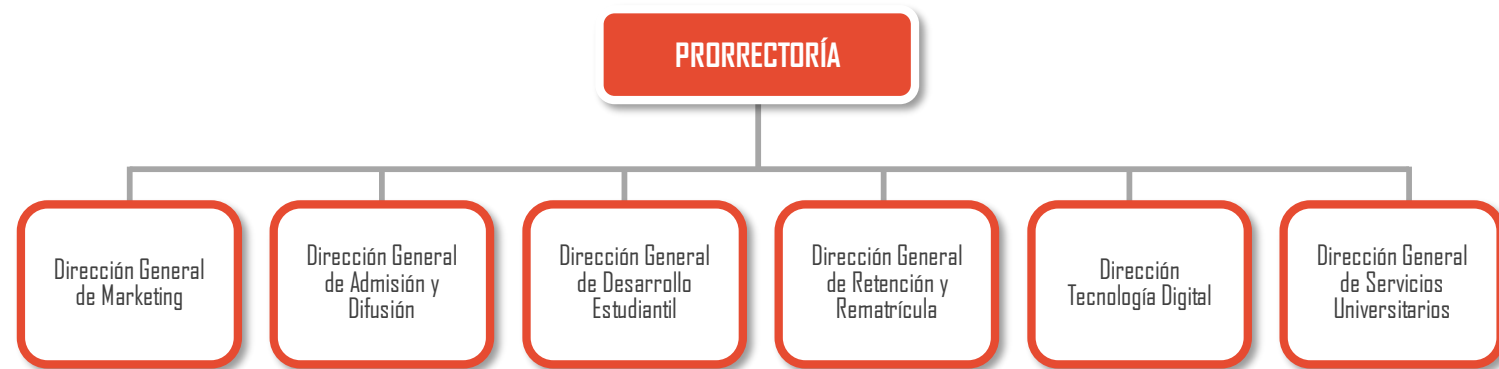 PRORRECTORÍA
Dirección General
de Marketing
Dirección General
de Admisión y
Difusión
Dirección General
de Desarrollo
Estudiantil
Dirección General
de Retención y
Rematrícula
Dirección
Tecnología Digital
Dirección General
de Servicios
Universitarios